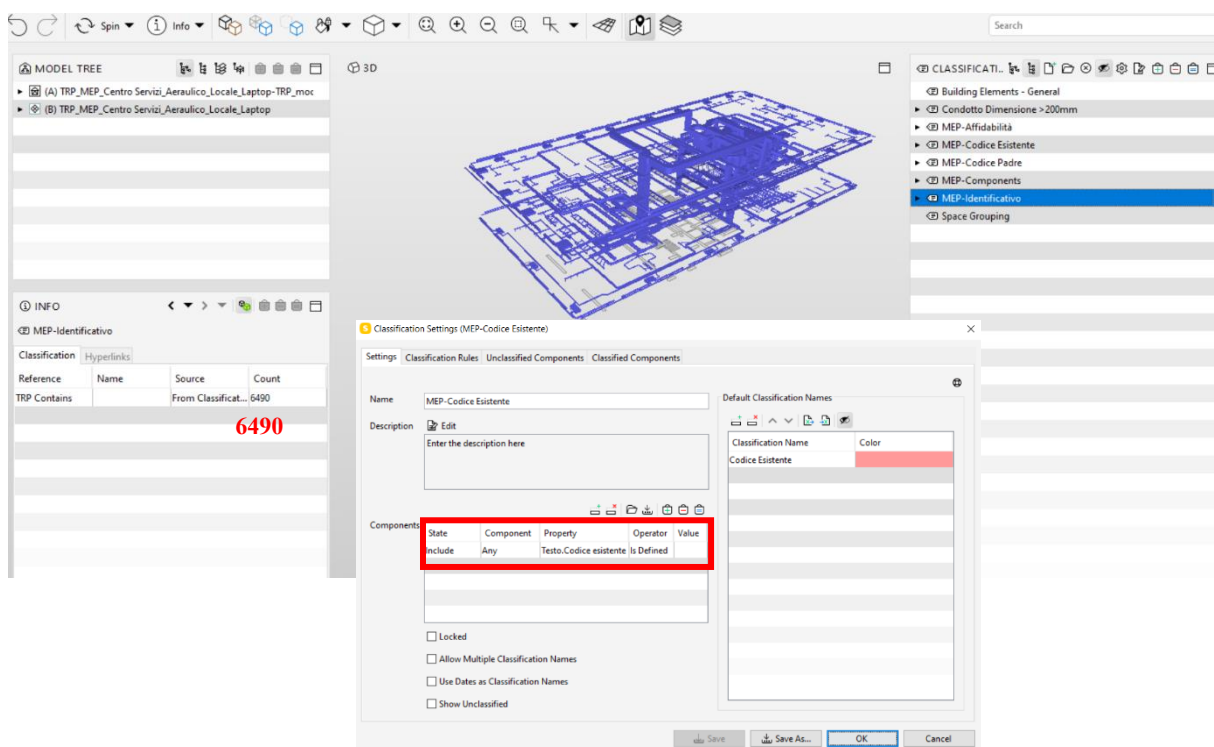 Spin
Info
Search
MODEL TREE
(A) TRP_MEP_Centro Servizi_Aeraulico_Locale_Laptop-TRP_moc
(B) TRP_MEP_Centro Servizi_Aeraulico_Locale_Laptop
3D
CLASSIFICATI...
Building Elements - General
Condotto Dimensione >200mm
MEP-Affidabilità
MEP-Codice Esistente
MEP-Codice Padre
MEP-Components
MEP-Identificativo
Space Grouping
INFO
MEP-Identificativo
Classification Hyperlinks
Reference Name Source Count
TRP Contains From Classificat... 6490
6490
Classification Settings (MEP-Codice Esistente)
Settings Classification Rules Unclassified Components Classified Components
Name MEP-Codice Esistente
Description Edit
Enter the description here
Components
State Component Property Operator Value
Include Any Testo.Codice esistente Is Defined
Locked
Allow Multiple Classification Names
Use Dates as Classification Names
Show Unclassified
Default Classification Names
Classification Name Color
Codice Esistente
Save Save As... OK Cancel